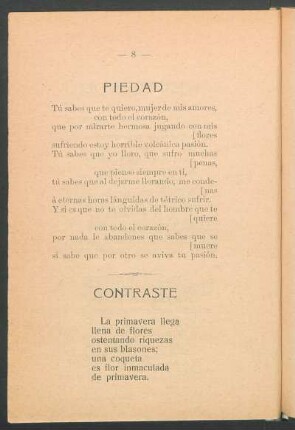 — 8 —
PIEDAD
Tú sabes que te quiero, mujer de mis amores,
con todo el corazón,
que por mirarte hermosa jugando con mis
[flores
sufriendo estoy horrible volcánica pasión.
Tú sabes que yo lloro, que sufro muchas
[penas,
que pienso siempre en tí,
tú sabes que al dejarme llorando, me conde-
[nas
á eternas horas lánguidas de tétrico sufrir.
Y si es que no te olvidas del hombre que te
[quiere
con todo el corazón,
por nada le abandones que sabes que se
[muere
si sabe que por otro se aviva tu pasión.
CONTRASTE
La primavera llega
llena de flores
ostentando riquezas
en sus blasones;
una coqueta
es flor inmaculada
de primavera.